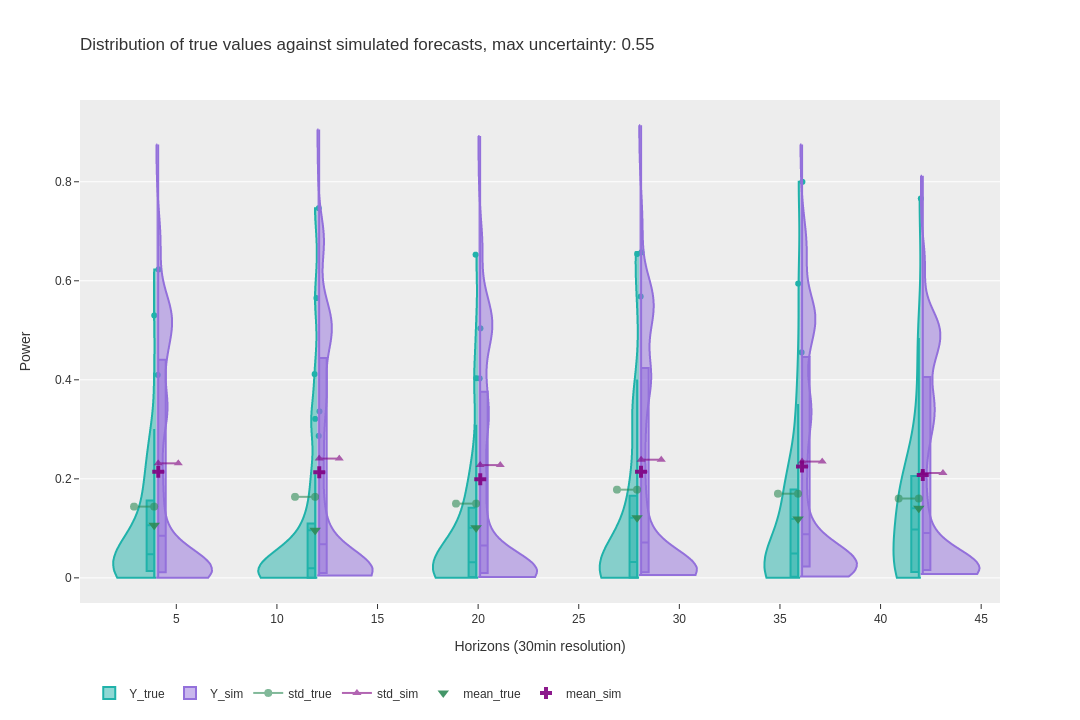 Distribution of true values against simulated forecasts, max uncertainty: 0.55
Power
0.8
0.6
0.4
0.2
0
5 10 15 20 25 30 35 40 45
Horizons (30min resolution)
Y_true Y_sim std_true std_sim mean_true mean_sim